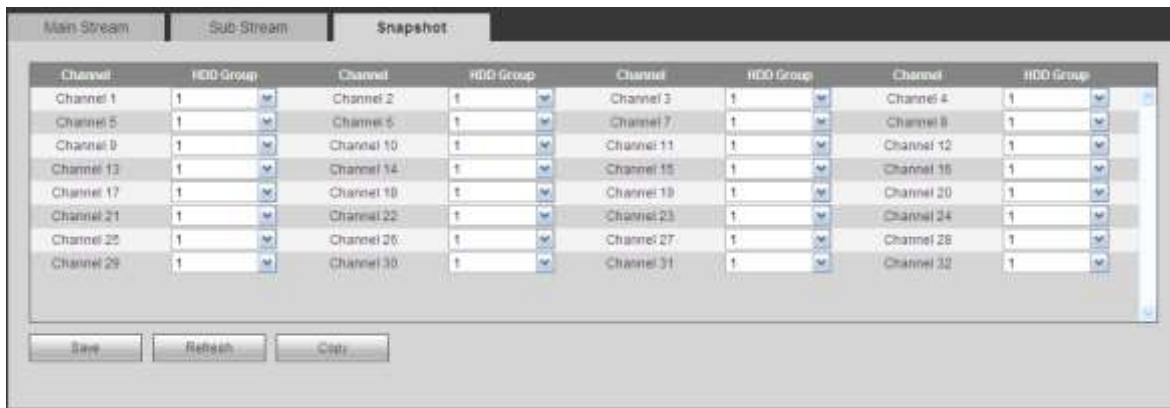 Main Stream Sub Stream Snapshot
Channel HDD Group Channel HDD Group Channel HDD Group Channel HDD Group
Channel 1 1 Channel 2 1 Channel 3 1 Channel 4 1
Channel 5 1 Channel 6 1 Channel 7 1 Channel 8 1
Channel 9 1 Channel 10 1 Channel 11 1 Channel 12 1
Channel 13 1 Channel 14 1 Channel 15 1 Channel 16 1
Channel 17 1 Channel 18 1 Channel 19 1 Channel 20 1
Channel 21 1 Channel 22 1 Channel 23 1 Channel 24 1
Channel 25 1 Channel 26 1 Channel 27 1 Channel 28 1
Channel 29 1 Channel 30 1 Channel 31 1 Channel 32 1
Save Refresh Copy